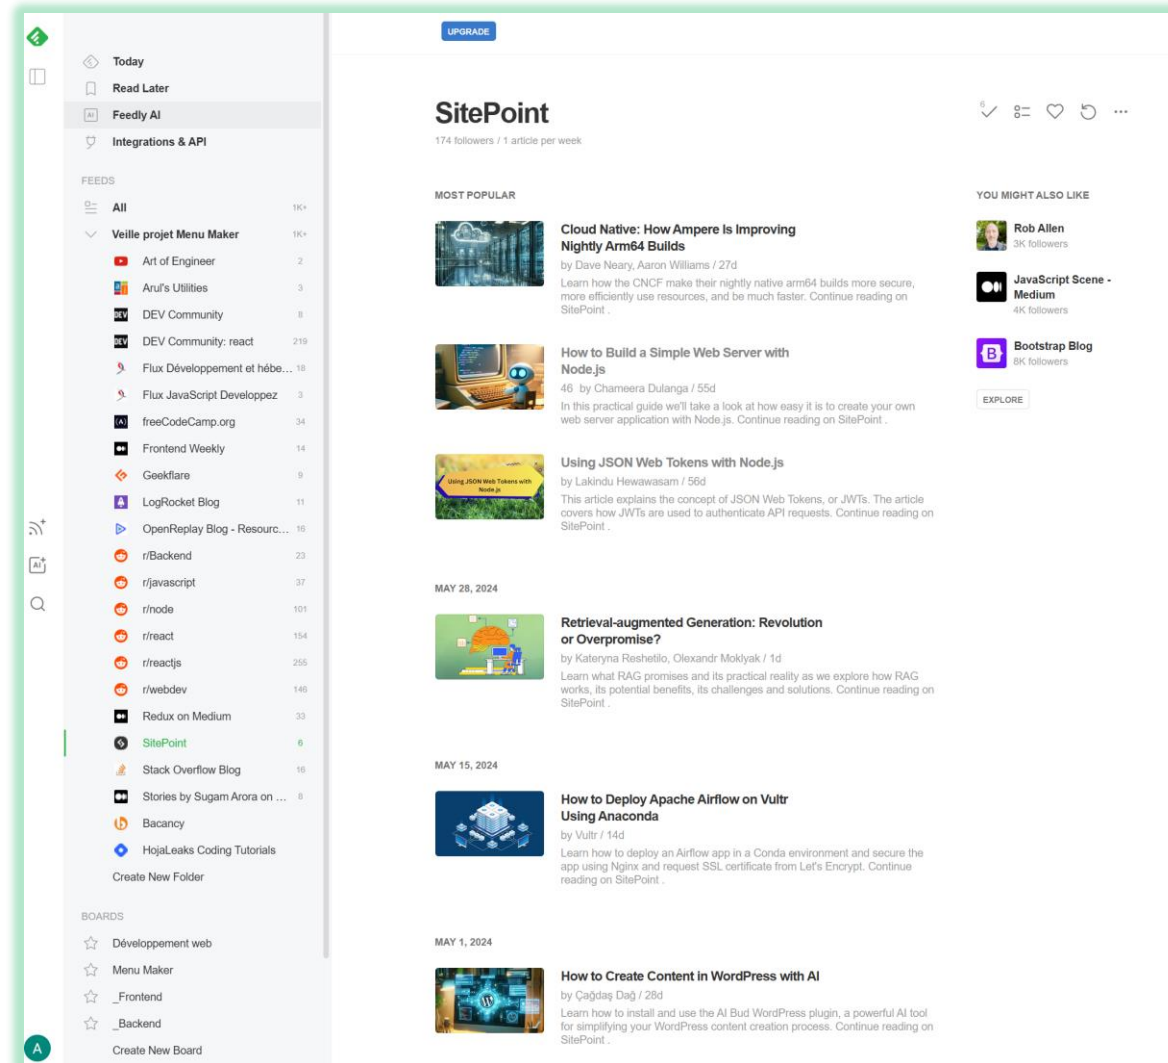 UPGRADE
Today
Read Later
AI
Feedly AI
Integrations & API
FEEDS
All 1K+
Veille projet Menu Maker 1K+
Art of Engineer 2
Arul's Utilities 3
DEV DEV Community 8
DEV DEV Community: react 219
Flux Développement et hébe... 18
Flux JavaScript Developpez 3
freeCodeCamp.org 34
Frontend Weekly 14
Geekflare 9
LogRocket Blog 11
OpenReplay Blog - Resourc... 16
r/Backend 23
r/javascript 37
r/node 101
r/react 154
r/reactjs 255
r/webdev 146
Redux on Medium 33
SitePoint 6
Stack Overflow Blog 16
Stories by Sugam Arora on ... 8
Bacancy
HojaLeaks Coding Tutorials
Create New Folder
BOARDS
Développement web
Menu Maker
_Frontend
_Backend
Create New Board
AI
A
SitePoint
174 followers / 1 article per week
6
MOST POPULAR
Cloud Native: How Ampere Is Improving
Nightly Arm64 Builds
by Dave Neary, Aaron Williams / 27d
Learn how the CNCF make their nightly native arm64 builds more secure,
more efficiently use resources, and be much faster. Continue reading on
SitePoint .
How to Build a Simple Web Server with
Node.js
46 by Chameera Dulanga / 55d
In this practical guide we'll take a look at how easy it is to create your own
web server application with Node.js. Continue reading on SitePoint .
Using JSON Web Tokens with
Node.js
Using JSON Web Tokens with Node.js
by Lakindu Hewawasam / 56d
This article explains the concept of JSON Web Tokens, or JWTs. The article
covers how JWTs are used to authenticate API requests. Continue reading on
SitePoint .
MAY 28, 2024
Retrieval-augmented Generation: Revolution
or Overpromise?
by Kateryna Reshetilo, Olexandr Moklyak / 1d
Learn what RAG promises and its practical reality as we explore how RAG
works, its potential benefits, its challenges and solutions. Continue reading on
SitePoint .
MAY 15, 2024
How to Deploy Apache Airflow on Vultr
Using Anaconda
by Vultr / 14d
Learn how to deploy an Airflow app in a Conda environment and secure the
app using Nginx and request SSL certificate from Let's Encrypt. Continue
reading on SitePoint .
MAY 1, 2024
How to Create Content in WordPress with AI
by Çağdaş Dağ / 28d
Learn how to install and use the AI Bud WordPress plugin, a powerful AI tool
for simplifying your WordPress content creation process. Continue reading on
SitePoint .
YOU MIGHT ALSO LIKE
Rob Allen
3K followers
JavaScript Scene -
Medium
4K followers
B
Bootstrap Blog
8K followers
EXPLORE